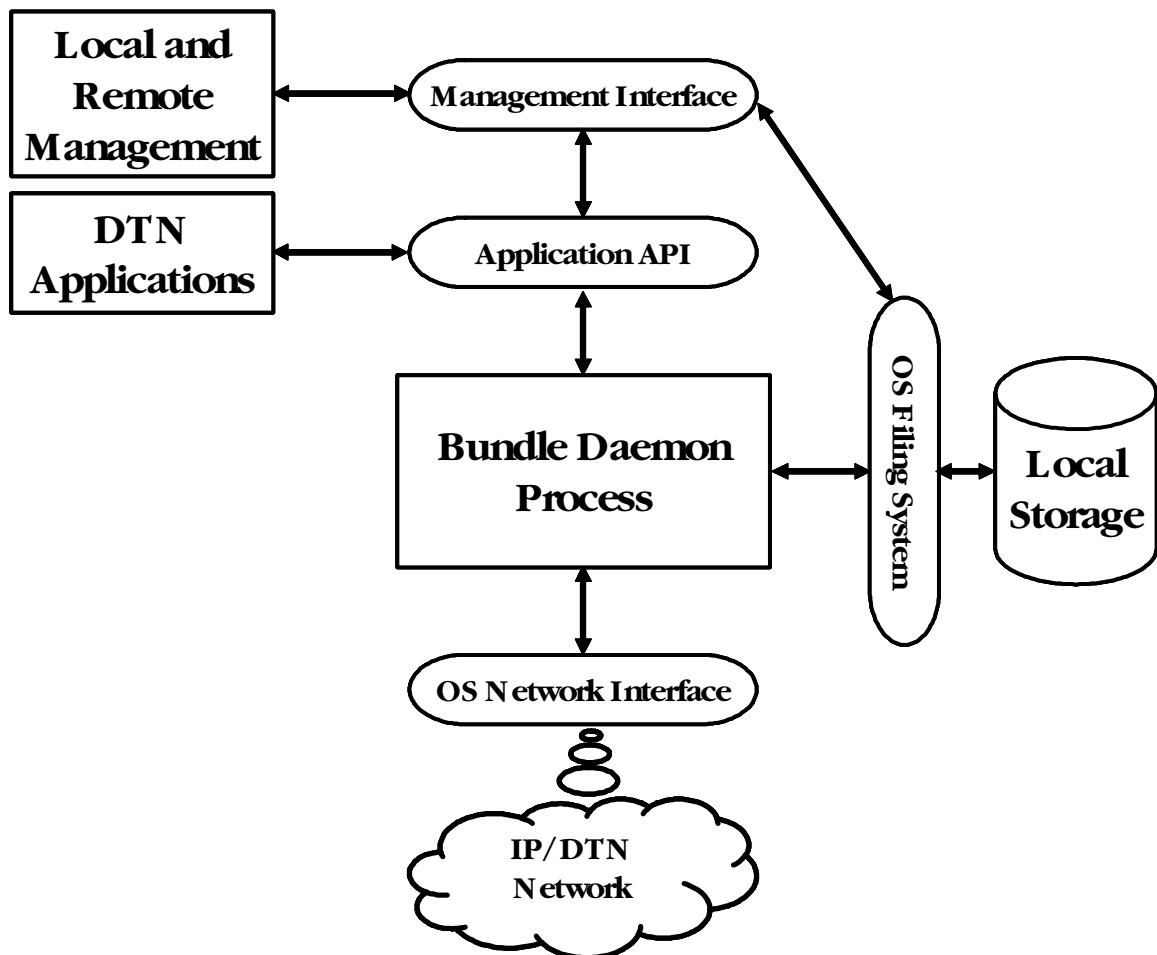 Local and
Remote
Management
Management Interface
DTN
Applications
Application API
Bundle Daemon
Process
OS Filing System
Local
Storage
OS Network Interface
IP/DTN
Network